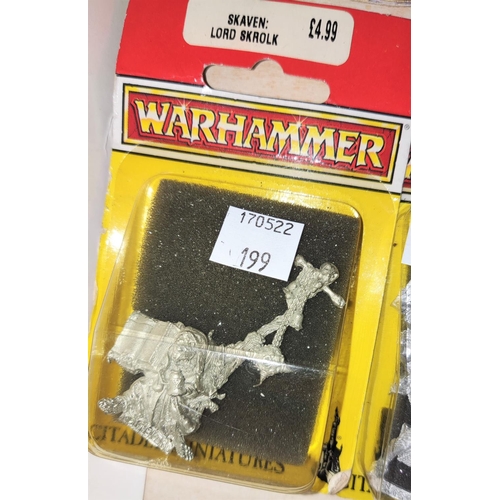 SKAVEN:
LORD SKROLK
£4.99
WARHAMMER
170522
199
CITADEL MINIATURES